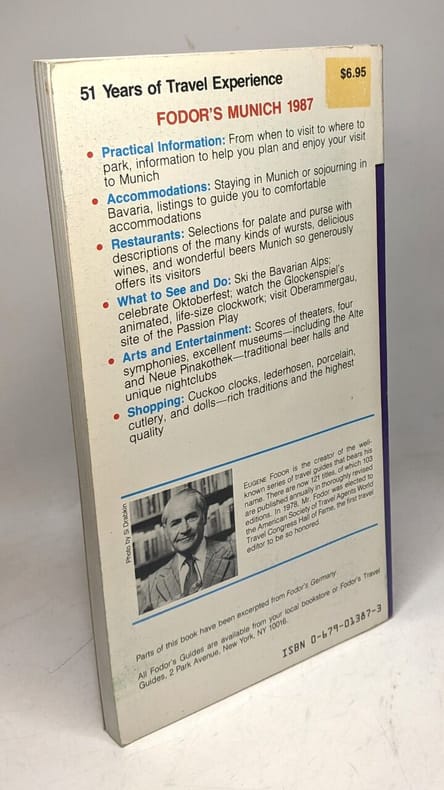 51 Years of Travel Experience
$6.95
FODOR'S MUNICH 1987
• Practical Information: From when to visit to where to
park, information to help you plan and enjoy your visit
to Munich
• Accommodations: Staying in Munich or sojourning in
Bavaria, listings to guide you to comfortable
accommodations
• Restaurants: Selections for palate and purse with
descriptions of the many kinds of wursts, delicious
wines, and wonderful beers Munich so generously
offers its visitors
• What to See and Do: Ski the Bavarian Alps;
celebrate Oktoberfest; watch the Glockenspiel's
animated, life-size clockwork; visit Oberammergau,
site of the Passion Play
• Arts and Entertainment: Scores of theaters, four
symphonies, excellent museums—including the Alte
and Neue Pinakothek—traditional beer halls and
unique nightclubs
• Shopping: Cuckoo clocks, lederhosen, porcelain,
cutlery, and dolls—rich traditions and the highest
quality
Photo by Si Drabkin
EUGENE FODOR is the creator of the well-
known series of travel guides that bears his
name. There are now 121 titles, of which 103
are published annually in thoroughly revised
editions. In 1978, Mr. Fodor was elected to
the American Society of Travel Agents World
Travel Congress Hall of Fame, the first travel
editor to be so honored.
Parts of this book have been excerpted from Fodor's Germany.
All Fodor's Guides are available from your local bookstore or Fodor's Travel
Guides, 2 Park Avenue, New York, NY 10016.
ISBN 0-679-01387-3